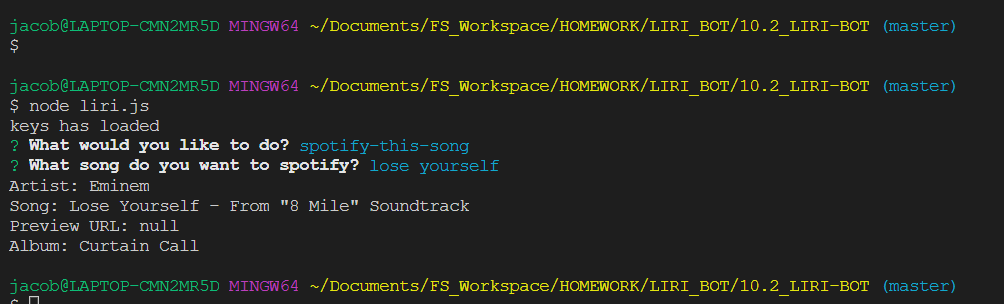 jacob@LAPTOP-CMN2MR5D MINGW64 ~/Documents/FS_Workspace/HOMEWORK/LIRI_BOT/10.2_LIRI-BOT (master)
$
jacob@LAPTOP-CMN2MR5D MINGW64 ~/Documents/FS_Workspace/HOMEWORK/LIRI_BOT/10.2_LIRI-BOT (master)
$ node liri.js
keys has loaded
? What would you like to do? spotify-this-song
? What song do you want to spotify? lose yourself
Artist: Eminem
Song: Lose Yourself - From "8 Mile" Soundtrack
Preview URL: null
Album: Curtain Call
jacob@LAPTOP-CMN2MR5D MINGW64 ~/Documents/FS_Workspace/HOMEWORK/LIRI_BOT/10.2_LIRI-BOT (master)
$